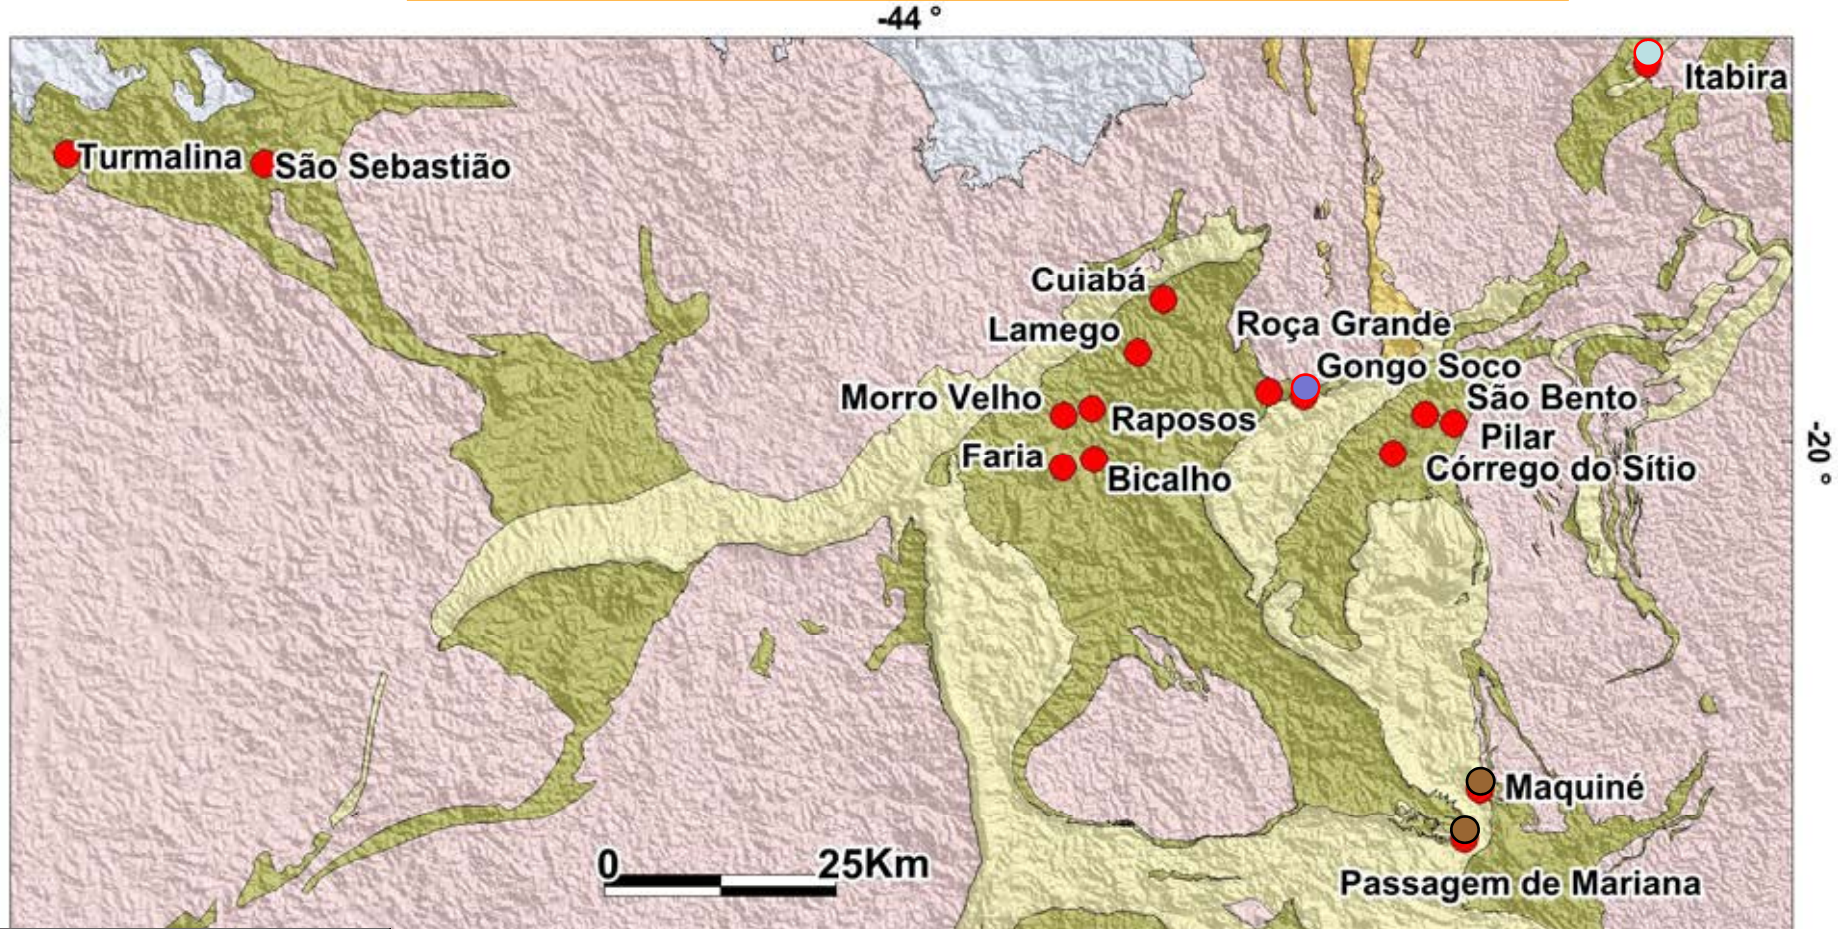 -44 °
Itabira
Turmalina
São Sebastião
Cuiabá
Lamego
Roça Grande
Gongo Soco
Morro Velho
Raposos
São Bento
Pilar
-20 °
Faria
Bicalho
Córrego do Sítio
Maquiné
0 25Km
Passagem de Mariana